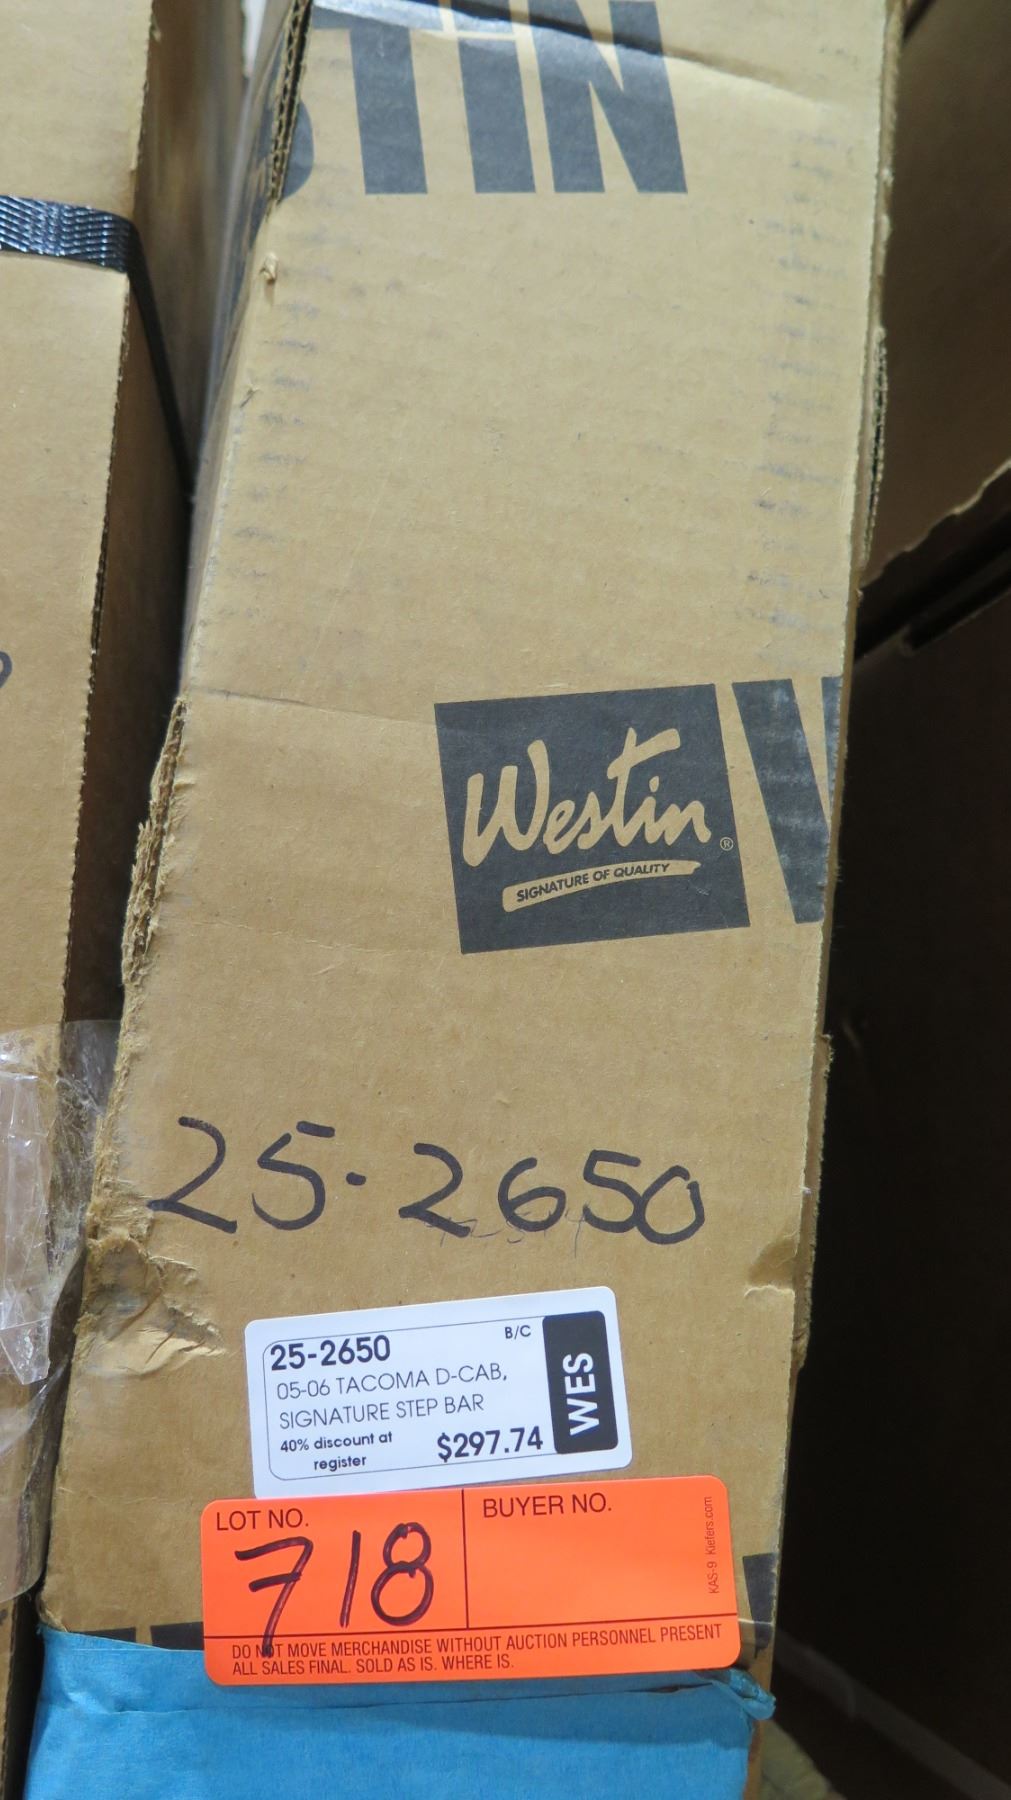 STiN
Westin®
SIGNATURE OF QUALITY
25-2650
25-2650
B/C
05-06 TACOMA D-CAB,
SIGNATURE STEP BAR
40% discount at
register
$297.74
WES
LOT NO.
718
BUYER NO.
KAS-9 Kiefers.com
DO NOT MOVE MERCHANDISE WITHOUT AUCTION PERSONNEL PRESENT
ALL SALES FINAL. SOLD AS IS. WHERE IS.